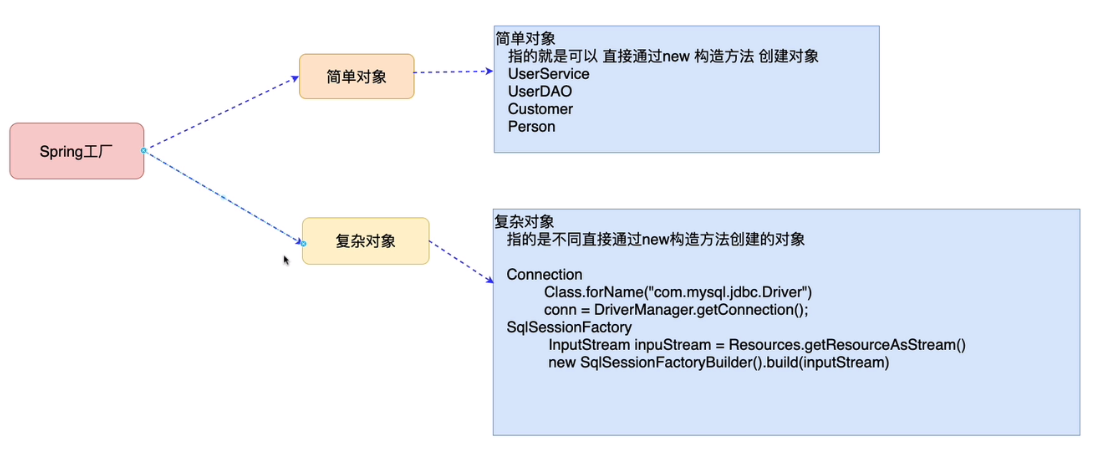 Spring工厂
简单对象
简单对象
指的就是可以 直接通过new 构造方法 创建对象
UserService
UserDAO
Customer
Person
复杂对象
复杂对象
指的是不同直接通过new构造方法创建的对象
Connection
Class.forName("com.mysql.jdbc.Driver")
conn = DriverManager.getConnection();
SqlSessionFactory
InputStream inpuStream = Resources.getResourceAsStream()
new SqlSessionFactoryBuilder().build(inputStream)